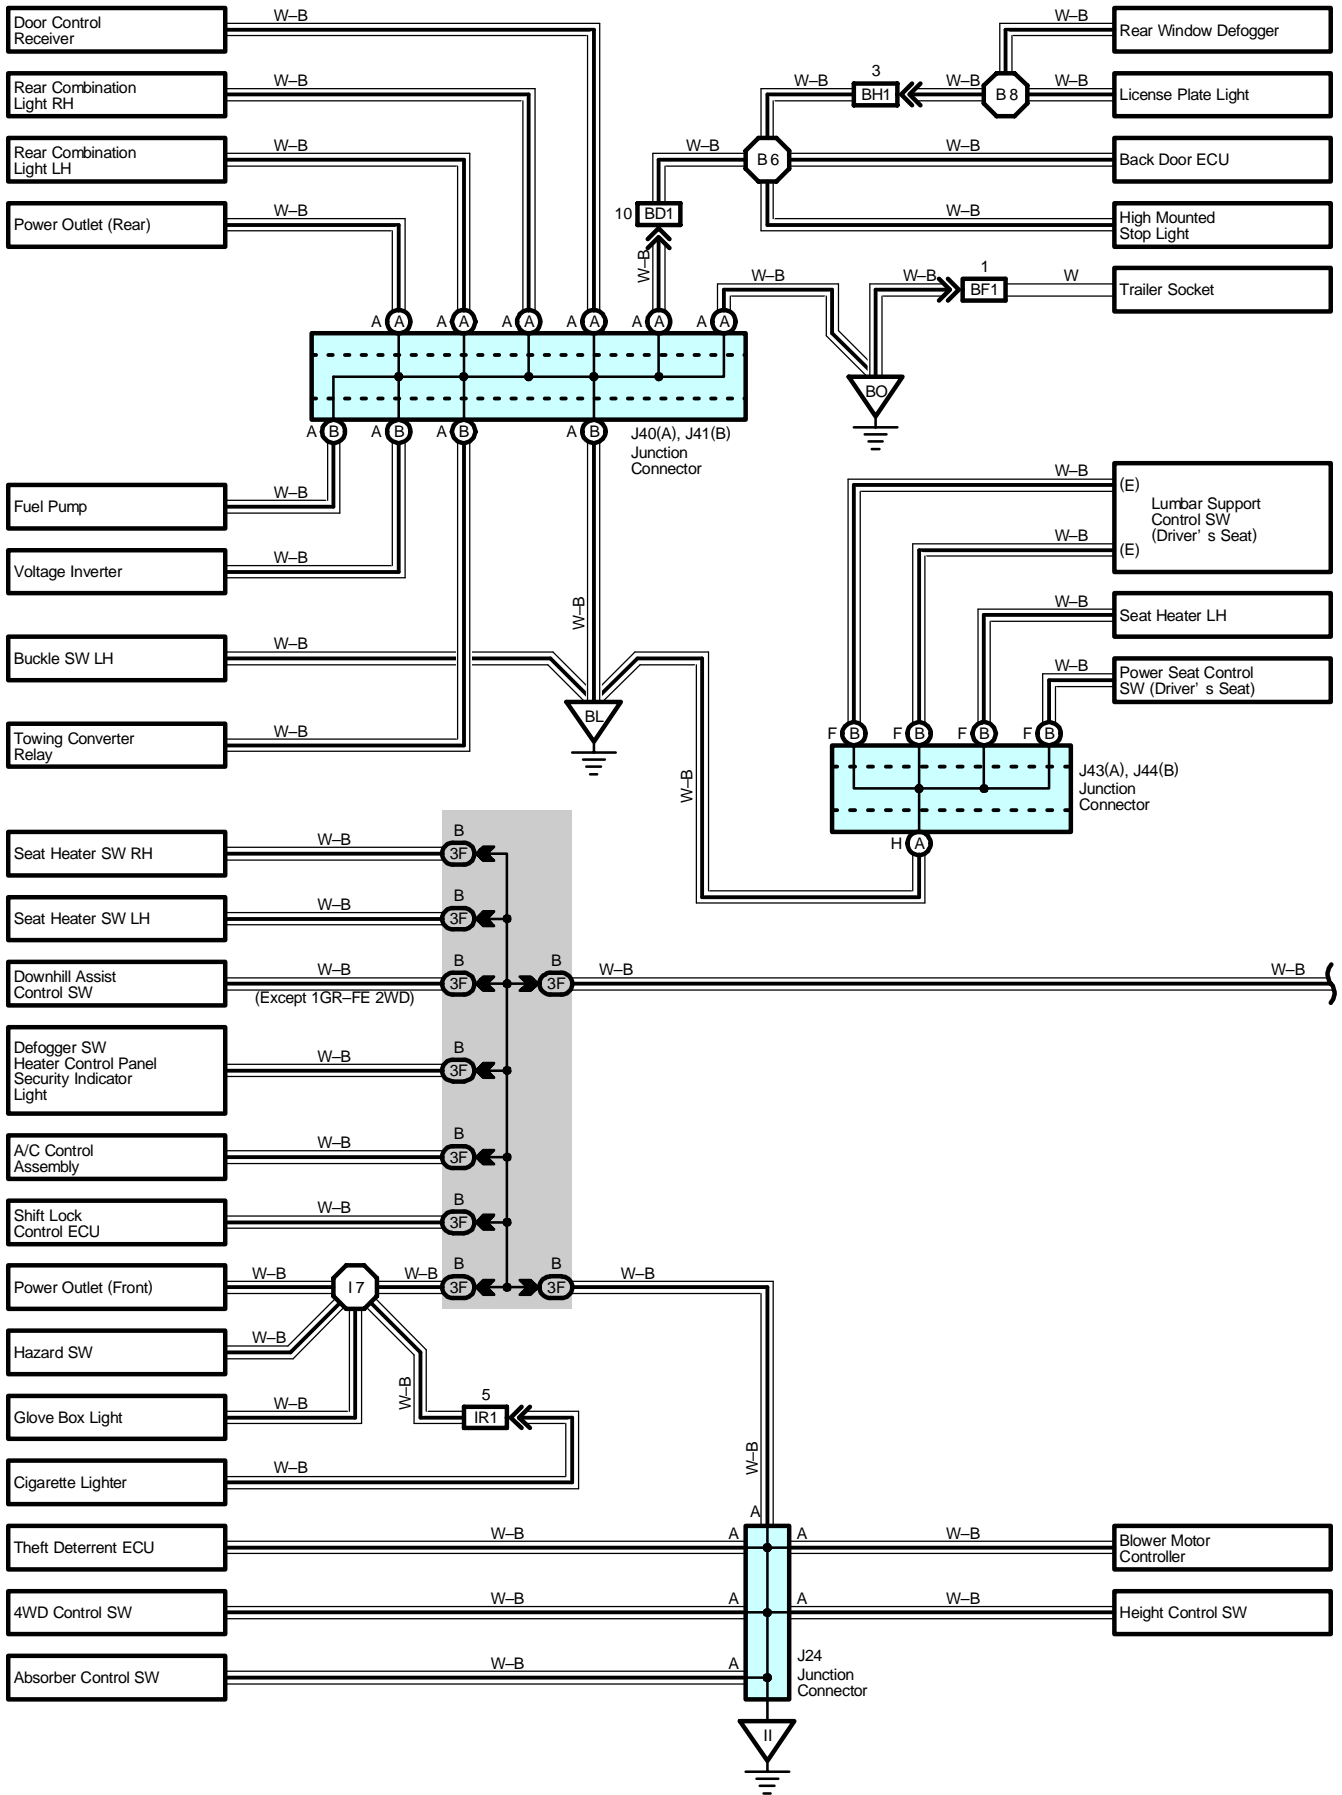 Door Control
Receiver
W–B
W–B
Rear Window Defogger
Rear Combination
Light RH
W–B
W–B
3
BH1
W–B
B 8
W–B
License Plate Light
Rear Combination
Light LH
W–B
W–B
B 6
W–B
Back Door ECU
Power Outlet (Rear)
W–B
10
BD1
W–B
High Mounted
Stop Light
W–B
W–B
W–B
1
BF1
W
Trailer Socket
A
A
A
A
A
A
A
A
A
A
A
A
BO
A
B
A
B
A
B
A
B
J40(A), J41(B)
Junction
Connector
Fuel Pump
W–B
W–B
(E)
Lumbar Support
Control SW
(Driver' s Seat)
W–B
(E)
Voltage Inverter
W–B
W–B
W–B
Seat Heater LH
Buckle SW LH
W–B
W–B
Power Seat Control
SW (Driver' s Seat)
BL
Towing Converter
Relay
W–B
F
B
F
B
F
B
F
B
W–B
J43(A), J44(B)
Junction
Connector
H
A
Seat Heater SW RH
W–B
B
3F
Seat Heater SW LH
W–B
B
3F
Downhill Assist
Control SW
W–B
(Except 1GR–FE 2WD)
B
3F
B
3F
W–B
W–B
Defogger SW
Heater Control Panel
Security Indicator
Light
W–B
B
3F
A/C Control
Assembly
W–B
B
3F
Shift Lock
Control ECU
W–B
B
3F
Power Outlet (Front)
W–B
I 7
W–B
B
3F
B
3F
W–B
Hazard SW
W–B
Glove Box Light
W–B
W–B
5
IR1
Cigarette Lighter
W–B
W–B
A
Theft Deterrent ECU
W–B
A
A
W–B
Blower Motor
Controller
4WD Control SW
W–B
A
A
W–B
Height Control SW
Absorber Control SW
W–B
A
J24
Junction
Connector
II